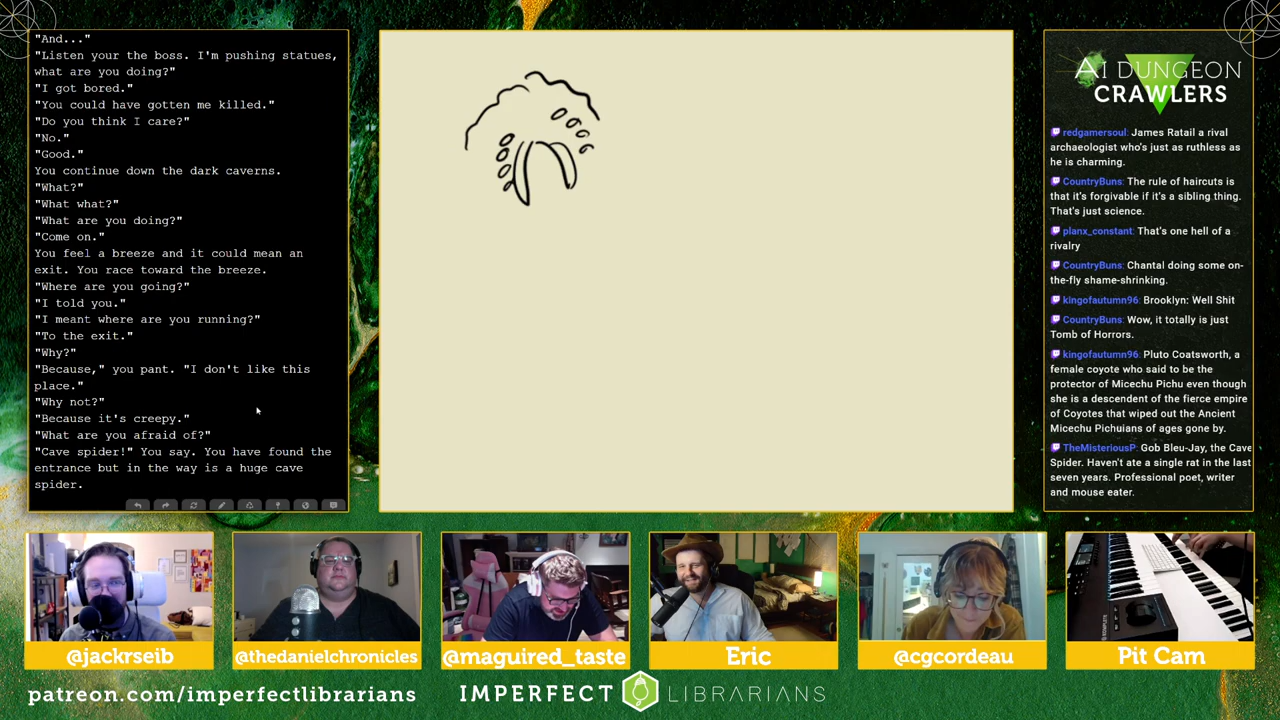 "And..."
"Listen your the boss. I'm pushing statues,
what are you doing?"
"I got bored."
"You could have gotten me killed."
"Do you think I care?"
"No."
"Good."
You continue down the dark caverns.
"What?"
"What what?"
"What are you doing?"
"Come on."
You feel a breeze and it could mean an
exit. You race toward the breeze.
"Where are you going?"
"I told you."
"I meant where are you running?"
"To the exit."
"Why?"
"Because," you pant. "I don't like this
place."
"Why not?"
"Because it's creepy."
"What are you afraid of?"
"Cave spider!" You say. You have found the
entrance but in the way is a huge cave
spider.
AI DUNGEON
CRAWLERS
redgamersoul: James Ratail a rival
archaeologist who's just as ruthless as
he is charming.
CountryBuns: The rule of haircuts is
that it's forgivable if it's a sibling thing.
That's just science.
planx_constant: That's one hell of a
rivalry
CountryBuns: Chantal doing some on-
the-fly shame-shrinking.
kingofautumn96: Brooklyn: Well Shit
CountryBuns: Wow, it totally is just
Tomb of Horrors.
kingofautumn96: Pluto Coatsworth, a
female coyote who said to be the
protector of Micechu Pichu even though
she is a descendent of the fierce empire
of Coyotes that wiped out the Ancient
Micechu Pichuians of ages gone by.
TheMisteriousP: Gob Bleu-Jay, the Cave
Spider. Haven't ate a single rat in the last
seven years. Professional poet, writer
and mouse eater.
@jackrseib
@thedanielchronicles
@maguired_taste
Eric
@cgcordeau
Pit Cam
patreon.com/imperfectlibrarians
IMPERFECT LIBRARIANS